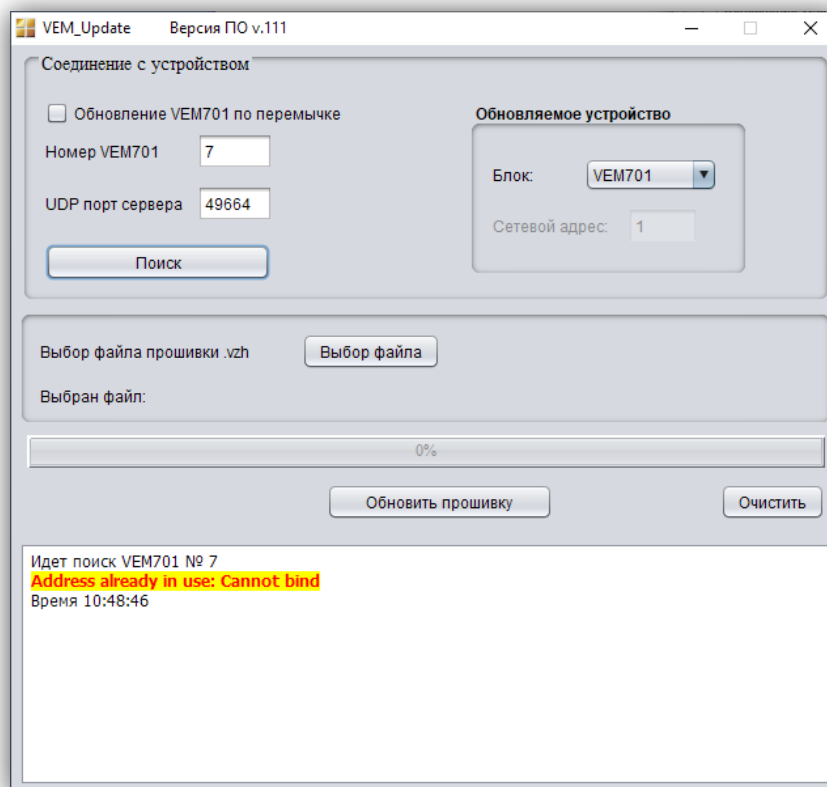 VEM_Update Версия ПО v.111
Соединение с устройством
Обновление VEM701 по перемычке
Номер VEM701 7
UDP порт сервера 49664
Поиск
Обновляемое устройство
Блок: VEM701
Сетевой адрес: 1
Выбор файла прошивки .vzh Выбор файла
Выбран файл:
0%
Обновить прошивку Очистить
Идет поиск VEM701 № 7
Address already in use: Cannot bind
Время 10:48:46